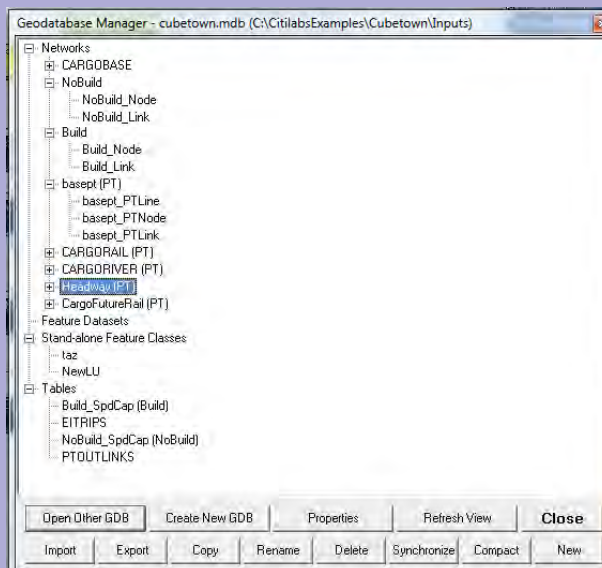 Geodatabase Manager - cubetown.mdb (C:\CitilabsExamples\Cubetown\Inputs)
Networks
CARGOBASE
NoBuild
NoBuild_Node
NoBuild_Link
Build
Build_Node
Build_Link
basept (PT)
basept_PTLine
basept_PTNode
basept_PTLink
CARGORAIL (PT)
CARGORIVER (PT)
Headway (PT)
CargoFutureRail (PT)
Feature Datasets
Stand-alone Feature Classes
taz
NewLU
Tables
Build_SpdCap (Build)
EITRIPS
NoBuild_SpdCap (NoBuild)
PTOUTLINKS
Open Other GDB Create New GDB Properties Refresh View Close
Import Export Copy Rename Delete Synchronize Compact New